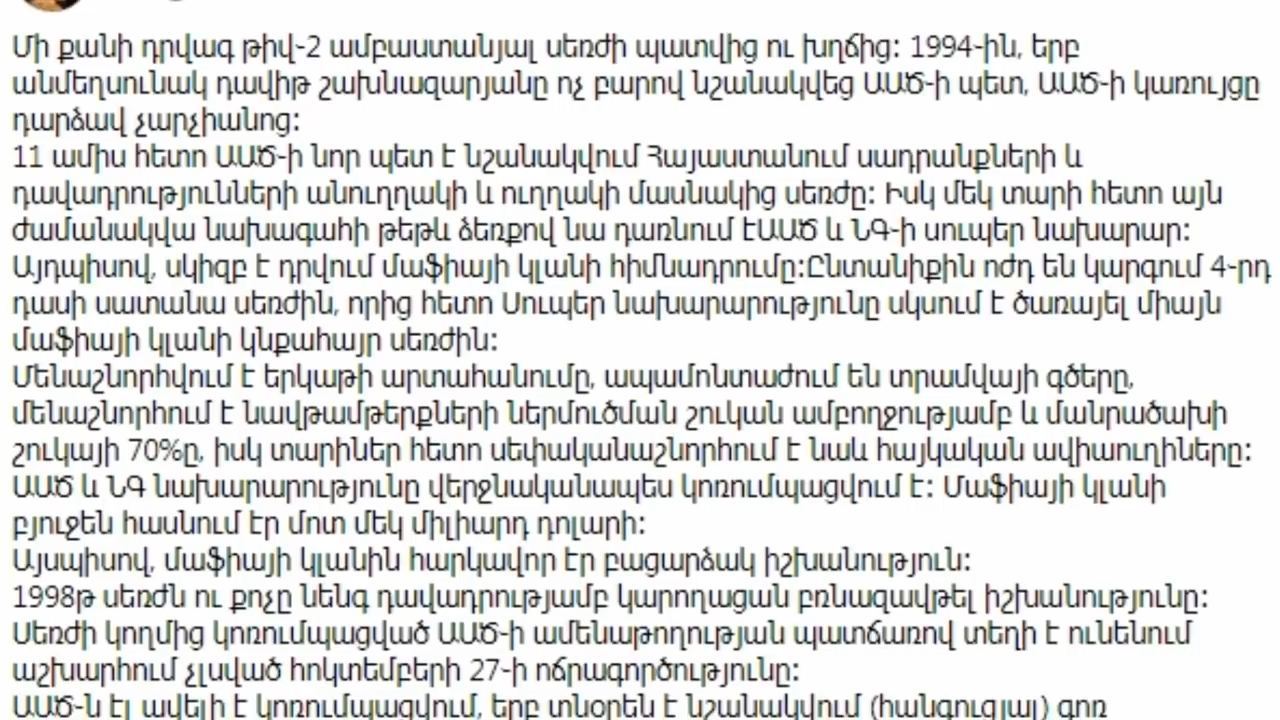 Մի քանի դրվագ թիվ-2 ամբաստանյալ սեռժի պատվից ու խղճից: 1994-ին, երբ
անմեղսունակ դավիթ շախնազարյանը ոչ բարով նշանակվեց ԱԱԾ-ի պետ, ԱԱԾ-ի կառույցը
դարձավ չարչիանոց:
11 ամիս հետո ԱԱԾ-ի նոր պետ է նշանակվում Հայաստանում սադրանքների և
դավադրությունների անուղղակի և ուղղակի մասնակից սեռժը: Իսկ մեկ տարի հետո այն
ժամանակվա նախագահի թեթև ձեռքով նա դառնում էԱԱԾ և ՆԳ-ի սուպեր նախարար:
Այդպիսով, սկիզբ է դրվում մաֆիայի կլանի հիմնադրումը:Ընտանիքին ուժդ են կարգում 4-րդ
դասի սատանա սեռժին, որից հետո Սուպեր նախարարությունը սկսում է ծառայել միայն
մաֆիայի կլանի կնքահայր սեռժին:
Մենաշնորհվում է երկաթի արտահանումը, ապամոնտաժում են տրամվայի գծերը,
մենաշնորհում է նավթամթերքների ներմուծման շուկան ամբողջությամբ և մանրածախի
շուկայի 70%ը, իսկ տարիներ հետո սեփականաշնորհում է նաև հայկական ավիաուղիները:
ԱԱԾ և ՆԳ նախարարությունը վերջնականապես կոռումպացվում է: Մաֆիայի կլանի
բյուջեն հասնում էր մոտ մեկ միլիարդ դոլարի:
Այսպիսով, մաֆիայի կլանին հարկավոր էր բացարձակ իշխանություն:
1998թ սեռժն ու քոչը նենգ դավադրությամբ կարողացան բռնազավթել իշխանությունը:
Սեռժի կողմից կոռումպացված ԱԱԾ-ի ամենաթողության պատճառով տեղի է ունենում
աշխարհում չլսված հոկտեմբերի 27-ի ոճրագործությունը:
ԱԱԾ-ն էլ ավելի է կոռումպացվում, երբ տնօրեն է նշանակվում (հանգուցյալ) գոռ